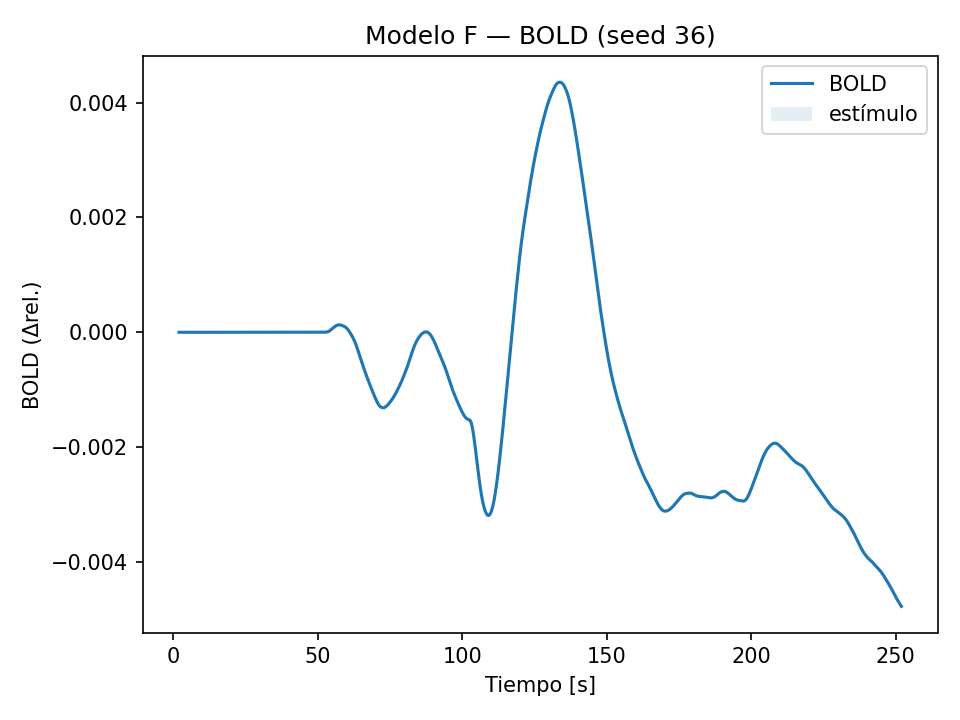 Modelo F — BOLD (seed 36)
BOLD
estímulo
BOLD (Δrel.)
0.004
0.002
0.000
−0.002
−0.004
0
50
100
150
200
250
Tiempo [s]